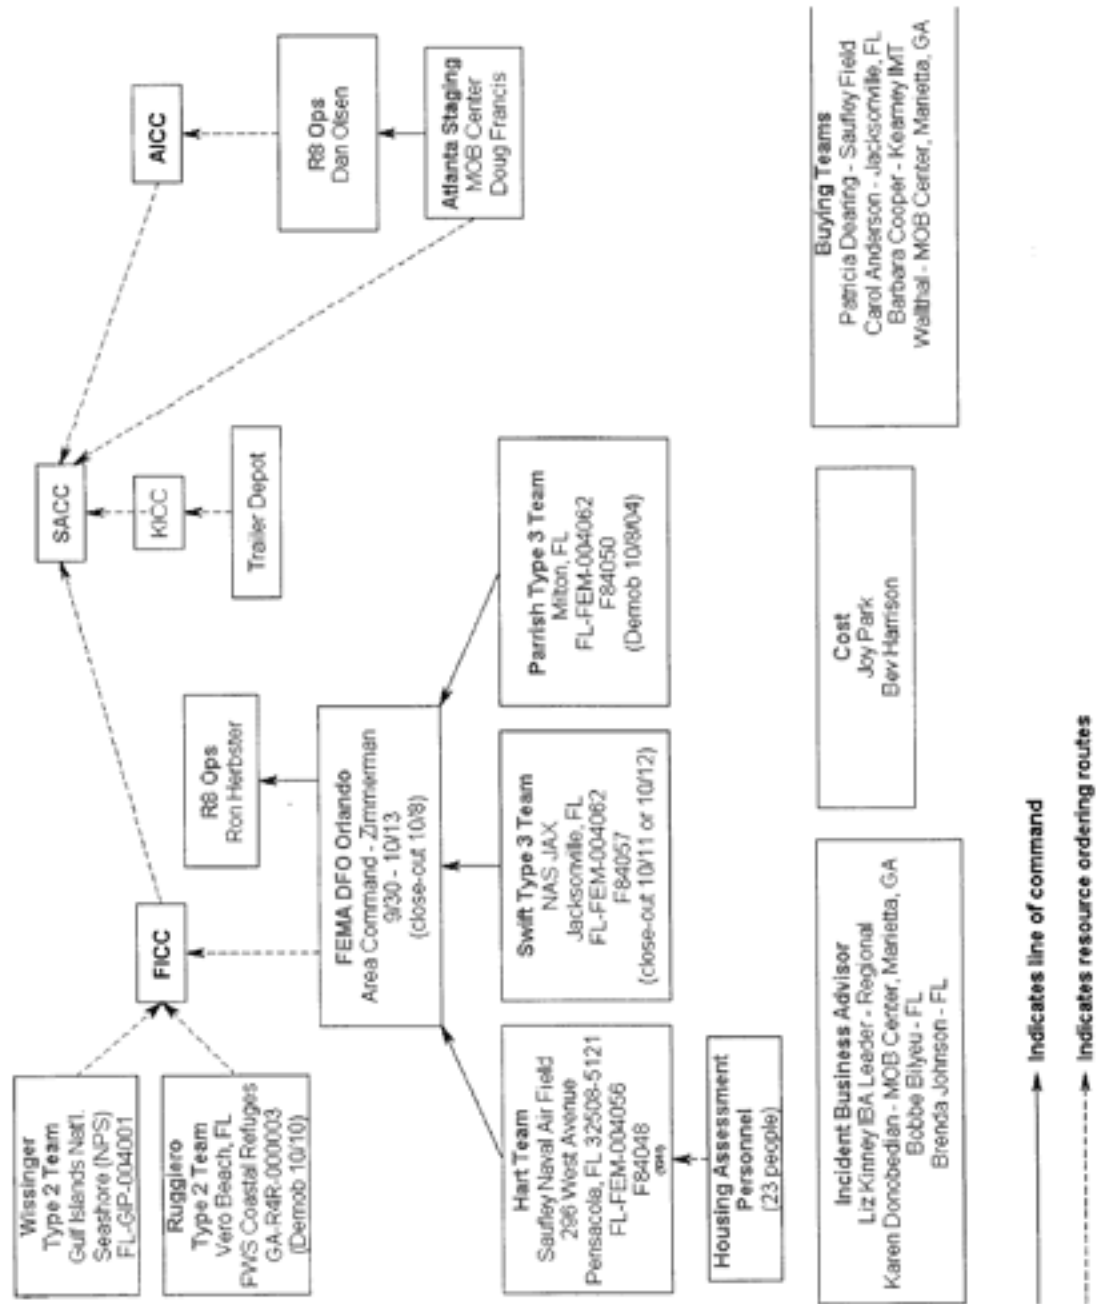 Wissinger
Type 2 Team
Gulf Islands Nat'l.
Seashore (NPS)
FL-GIP-004001
Ruggiero
Type 2 Team
Vero Beach, FL
FWS Coastal Refuges
GA-R4R-000003
(Demob 10/10)
FICC
SACC
KICC
Trailer Depot
AICC
R8 Ops
Dan Olsen
Atlanta Staging
MOB Center
Doug Francis
R8 Ops
Ron Herbster
FEMA DFO Orlando
Area Command - Zimmerman
9/30 - 10/13
(close-out 10/8)
Hart Team
Saufley Naval Air Field
296 West Avenue
Pensacola, FL 32508-5121
FL-FEM-004056
F84048
Swift Type 3 Team
NAS JAX
Jacksonville, FL
FL-FEM-004062
F84057
(close-out 10/11 or 10/12)
Parrish Type 3 Team
Milton, FL
FL-FEM-004062
F84050
(Demob 10/8/04)
Housing Assessment
Personnel
(23 people)
Incident Business Advisor
Liz Kinney IBA Leader - Regional
Karen Donobedian - MOB Center, Marietta, GA
Bobbe Bilyeu - FL
Brenda Johnson - FL
Cost
Joy Park
Bev Harrison
Buying Teams
Patricia Dearing - Saufley Field
Carol Anderson - Jacksonville, FL
Barbara Cooper - Kearney IMT
Walthal - MOB Center, Marietta, GA
Indicates line of command
Indicates resource ordering routes